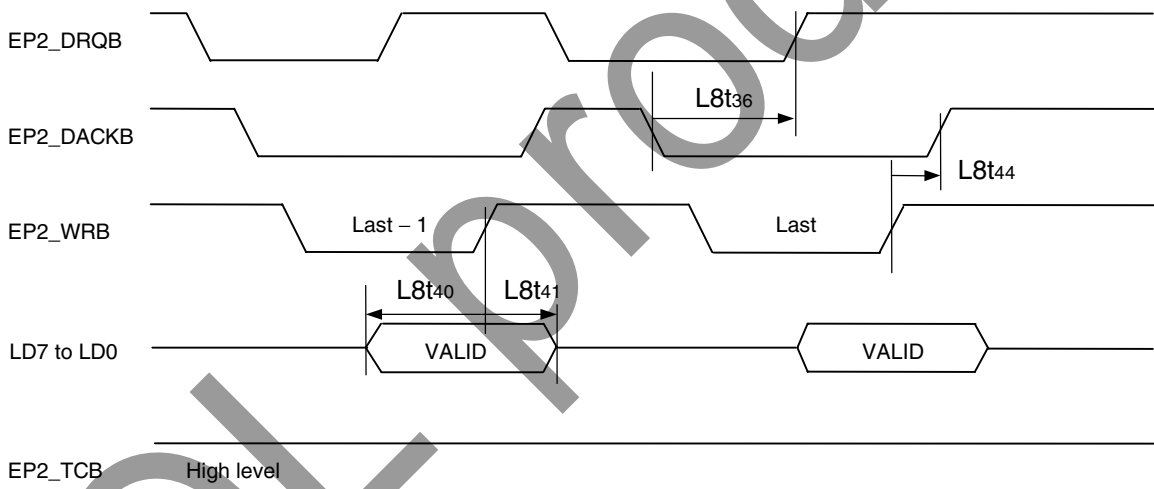 EP2_DRQB
L8t36
EP2_DACKB
L8t44
EP2_WRB
Last – 1
Last
L8t40
L8t41
LD7 to LD0
VALID
VALID
EP2_TCB
High level